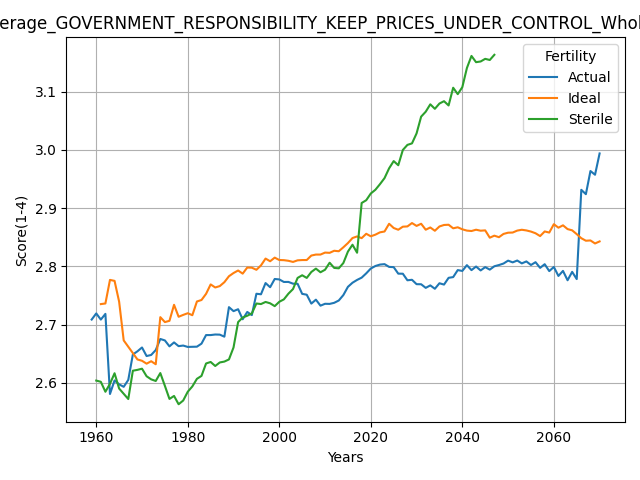 erage_GOVERNMENT_RESPONSIBILITY_KEEP_PRICES_UNDER_CONTROL_Whol
Fertility
Actual
Ideal
Sterile
Score(1-4)
3.1
3.0
2.9
2.8
2.7
2.6
1960 1980 2000 2020 2040 2060
Years